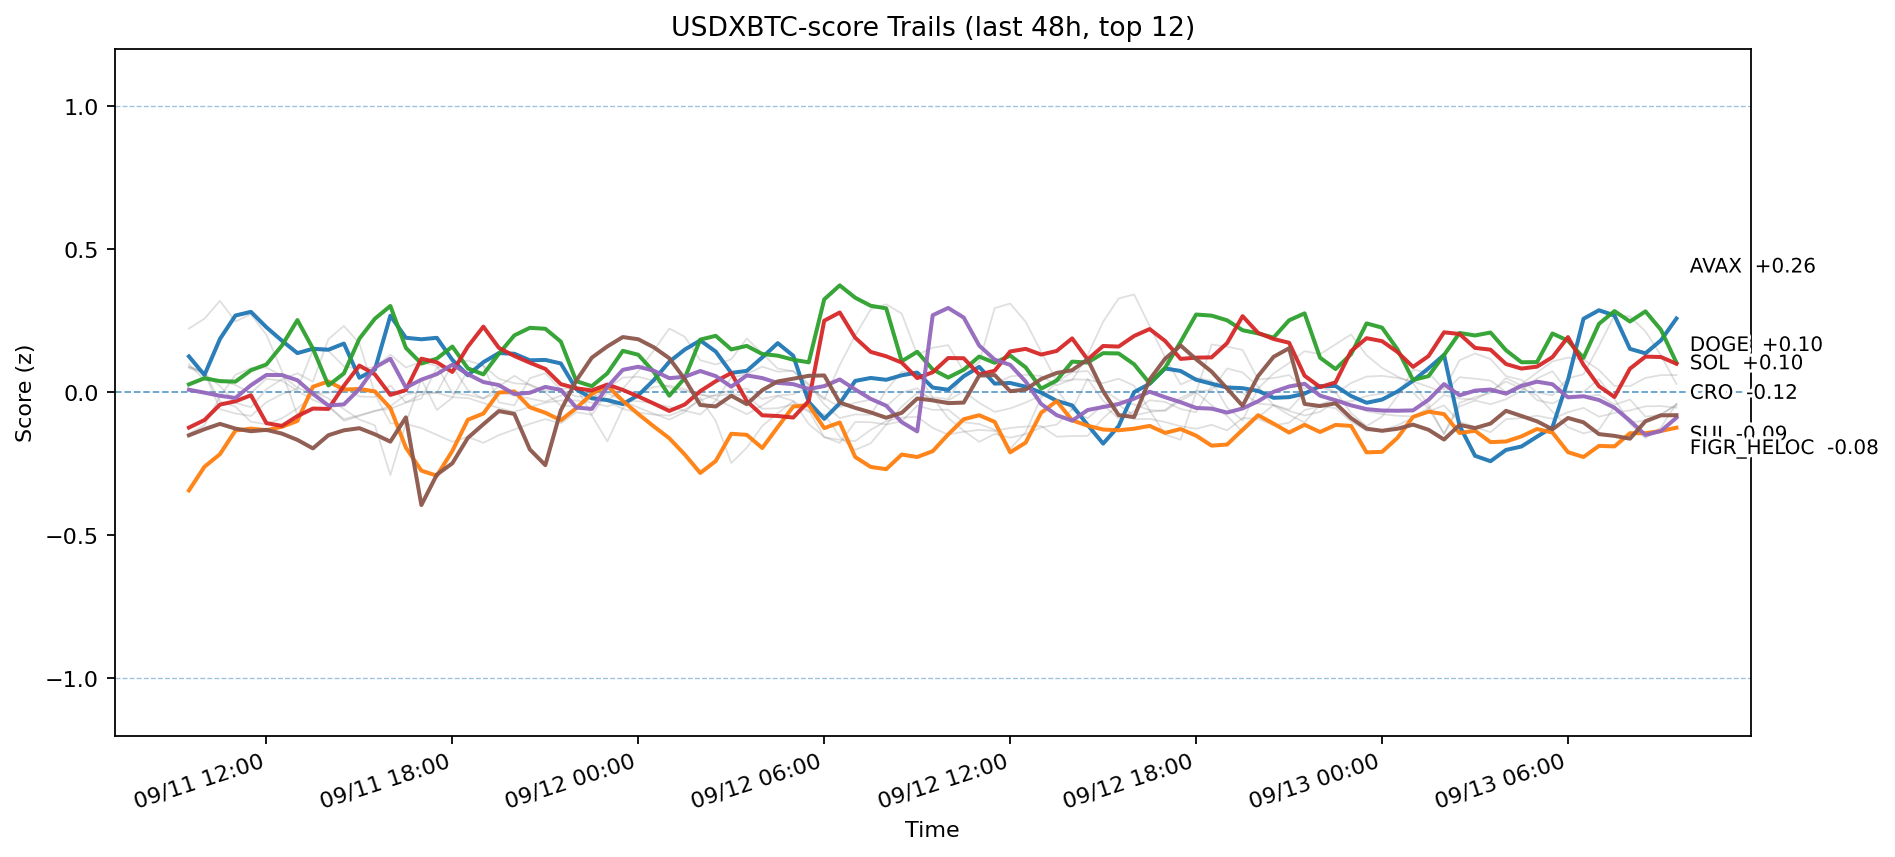 USDXBTC-score Trails (last 48h, top 12)
Score (z)
1.0
0.5
0.0
−0.5
−1.0
AVAX +0.26
DOGE +0.10
SOL +0.10
CRO -0.12
-0.09
FIGR_HELOC -0.08
09/11 12:00
09/11 18:00
09/12 00:00
09/12 06:00
09/12 12:00
09/12 18:00
09/13 00:00
09/13 06:00
Time